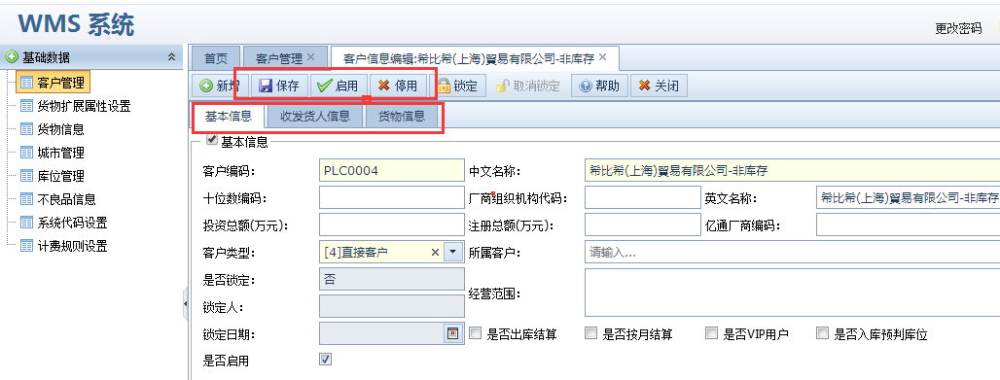 WMS 系统
更改密码
基础数据
客户管理
货物扩展属性设置
货物信息
城市管理
库位管理
不良品信息
系统代码设置
计费规则设置
首页 客户管理 客户信息编辑:希比希(上海)貿易有限公司-非库存
新增 保存 启用 停用 锁定 取消锁定 帮助 关闭
基本信息 收发货人信息 货物信息
基本信息
客户编码： PLC0004 中文名称： 希比希(上海)貿易有限公司-非库存
十位数编码： 厂商组织机构代码： 英文名称： 希比希(上海)貿易有限公司-非库存
投资总额(万元)： 注册总额(万元)： 亿通厂商编码：
客户类型： [4]直接客户 所属客户： 请输入...
是否锁定： 否 经营范围：
锁定人：
锁定日期： 是否出库结算 是否按月结算 是否VIP用户 是否入库预判库位
是否启用